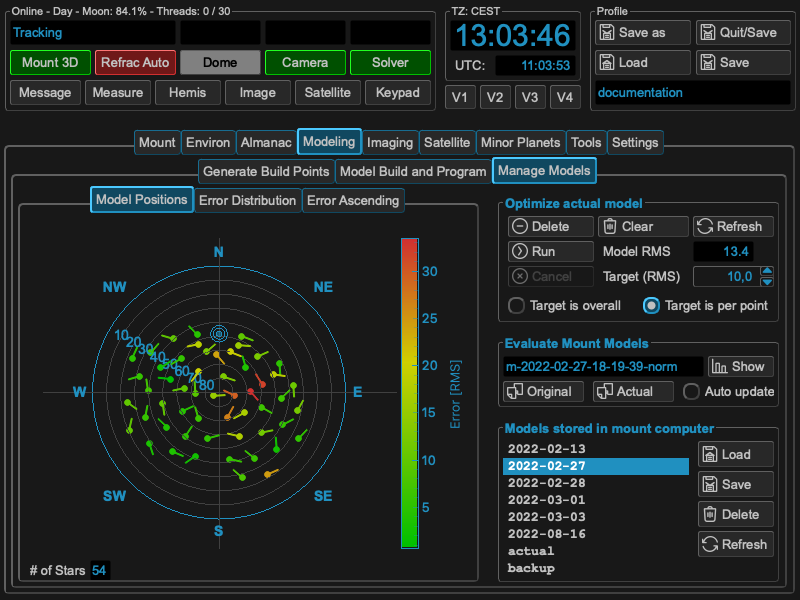 Online - Day - Moon: 84.1% - Threads: 0 / 30
TZ: CEST
Profile
Tracking
13:03:46
Save as
Quit/Save
Mount 3D
Refrac Auto
Dome
Camera
Solver
UTC: 11:03:53
Load
Save
Message
Measure
Hemis
Image
Satellite
Keypad
V1
V2
V3
V4
documentation
Mount
Environ
Almanac
Modeling
Imaging
Satellite
Minor Planets
Tools
Settings
Generate Build Points
Model Build and Program
Manage Models
Model Positions
Error Distribution
Error Ascending
N
NW
NE
W
E
SW
SE
S
10
20
30
40
50
60
80
30
25
20
15
10
5
Error [RMS]
# of Stars 54
Optimize actual model
Delete
Clear
Refresh
Run
Model RMS 13.4
Cancel
Target (RMS) 10,0
Target is overall
Target is per point
Evaluate Mount Models
m-2022-02-27-18-19-39-norm
Show
Original
Actual
Auto update
Models stored in mount computer
2022-02-13
2022-02-27
2022-02-28
2022-03-01
2022-03-03
2022-08-16
actual
backup
Load
Save
Delete
Refresh